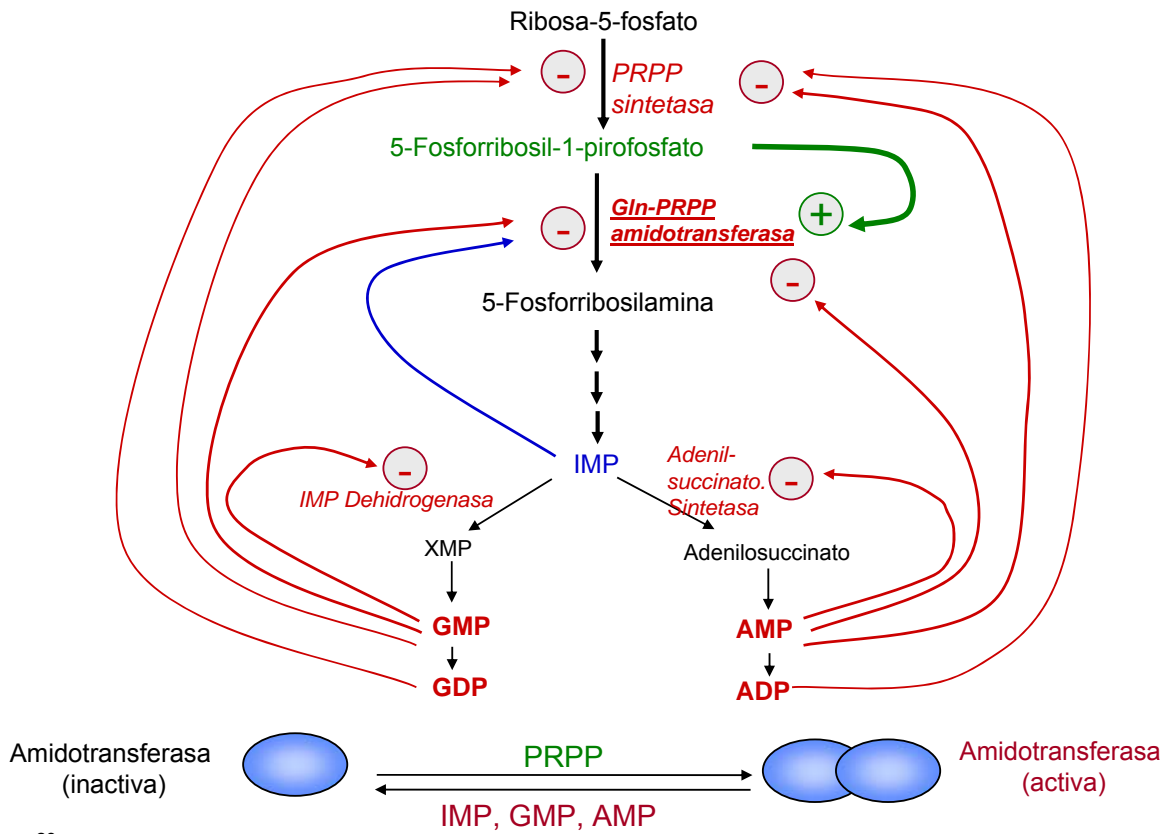 Ribosa-5-fosfato
-
PRPP
sintetasa
-
5-Fosforribosil-1-pirofosfato
-
Gln-PRPP
amidotransferasa
+
-
5-Fosforribosilamina
IMP
-
IMP Dehidrogenasa
Adenil-
succinato.
Sintetasa
-
XMP
Adenilosuccinato
GMP
AMP
GDP
ADP
Amidotransferasa
(inactiva)
PRPP
IMP, GMP, AMP
Amidotransferasa
(activa)